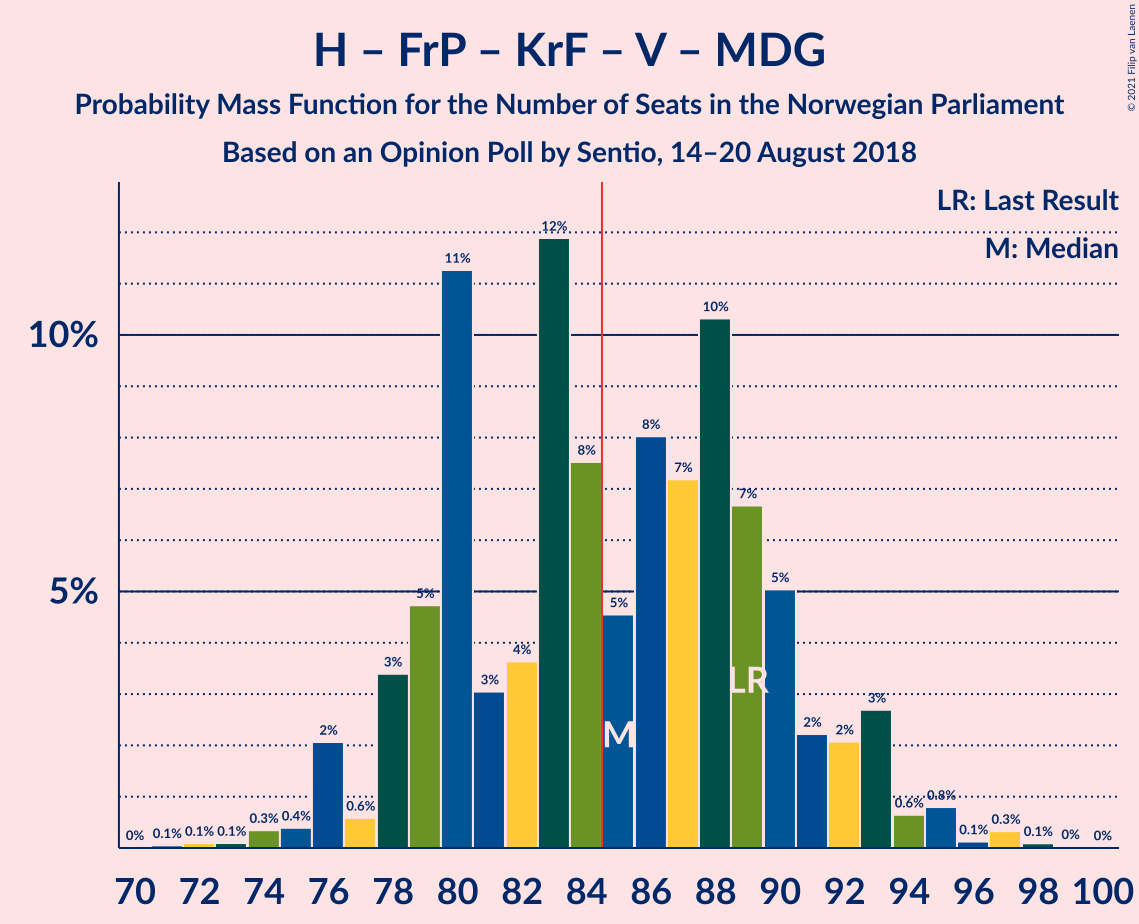 H – FrP – KrF – V – MDG
Probability Mass Function for the Number of Seats in the Norwegian Parliament
Based on an Opinion Poll by Sentio, 14–20 August 2018
© 2021 Filip van Laenen
LR: Last Result
M: Median
10%
5%
0% 0.1% 0.1% 0.1% 0.3% 0.4% 2% 0.6% 3% 5% 11% 3% 4% 12% 8% 5% 8% 7% 10% 7% 5% 2% 2% 3% 0.6% 0.8% 0.1% 0.3% 0.1% 0% 0%
M
LR
70 72 74 76 78 80 82 84 86 88 90 92 94 96 98 100